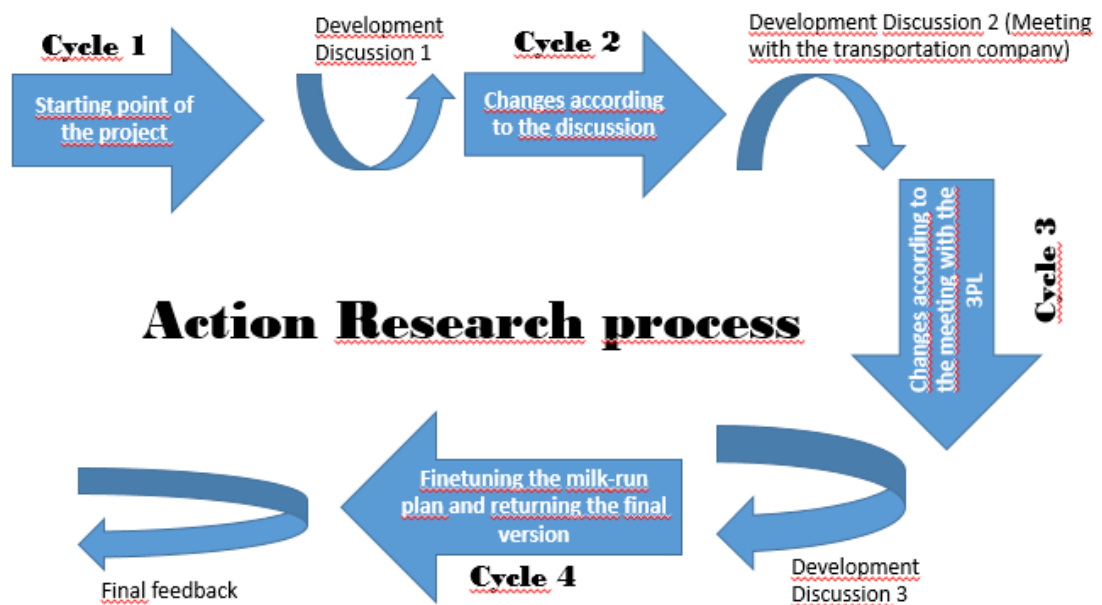 Cycle 1
Starting point of
the project
Development
Discussion 1
Cycle 2
Changes according
to the discussion
Development Discussion 2 (Meeting
with the transportation company)
Changes according to
the meeting with the
3PL
Cycle 3
Action Research process
Development
Discussion 3
Finetuning the milk-run
plan and returning the final
version
Cycle 4
Final feedback